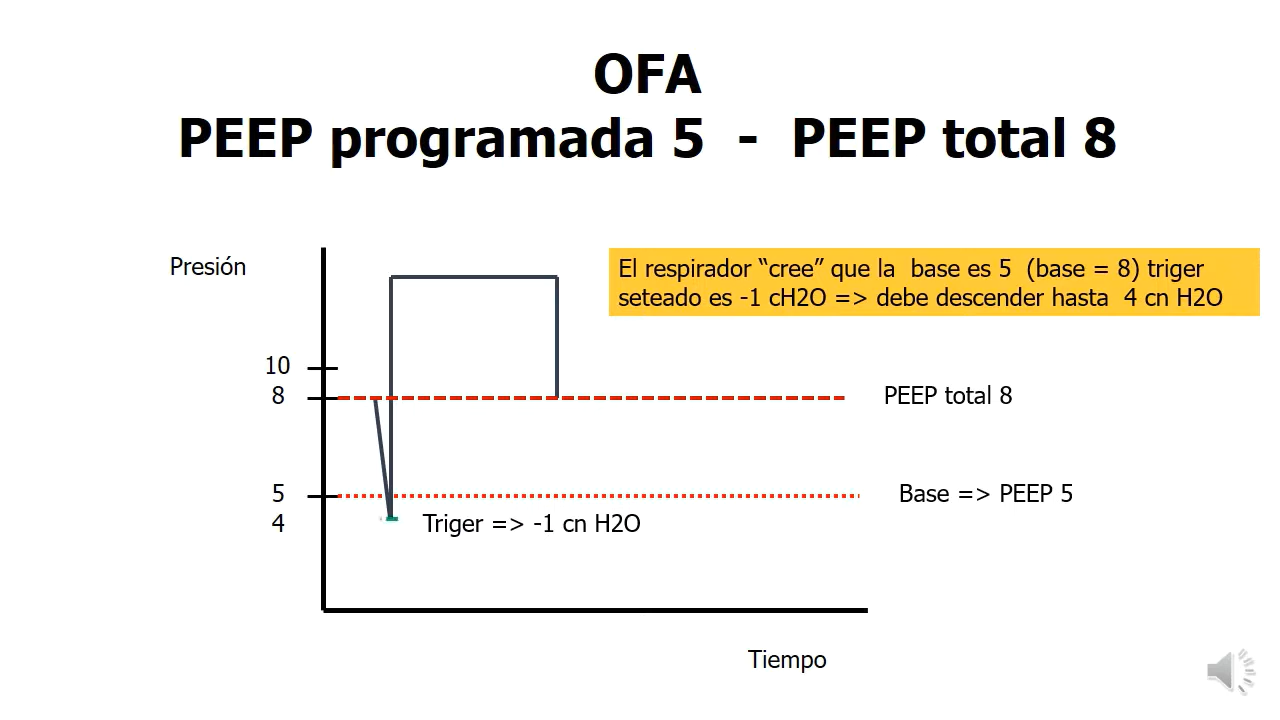 OFA
PEEP programada 5 - PEEP total 8
Presión
El respirador “cree” que la base es 5 (base = 8) triger
seteado es -1 cH2O => debe descender hasta 4 cn H2O
10
8
PEEP total 8
5
Base => PEEP 5
4
Triger => -1 cn H2O
Tiempo